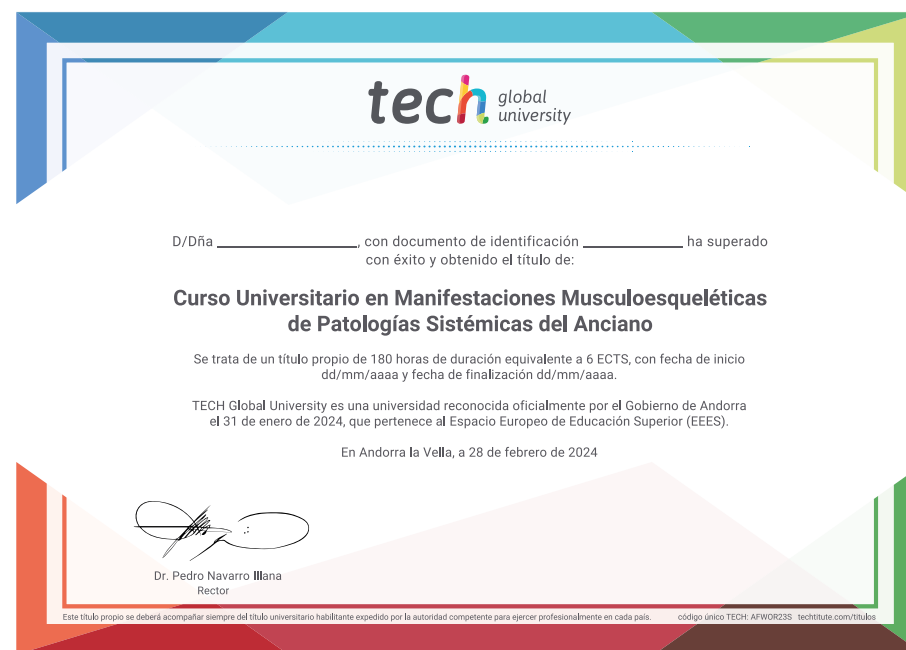 tech global university
D/Dña ____________, con documento de identificación ____________ ha superado
con éxito y obtenido el título de:
Curso Universitario en Manifestaciones Musculoesqueléticas
de Patologías Sistémicas del Anciano
Se trata de un título propio de 180 horas de duración equivalente a 6 ECTS, con fecha de inicio
dd/mm/aaaa y fecha de finalización dd/mm/aaaa.
TECH Global University es una universidad reconocida oficialmente por el Gobierno de Andorra
el 31 de enero de 2024, que pertenece al Espacio Europeo de Educación Superior (EEES).
En Andorra la Vella, a 28 de febrero de 2024
Dr. Pedro Navarro Illana
Rector
Este título propio se deberá acompañar siempre del título universitario habilitante expedido por la autoridad competente para ejercer profesionalmente en cada país. código único TECH: AFWOR23S techtitute.com/titulos